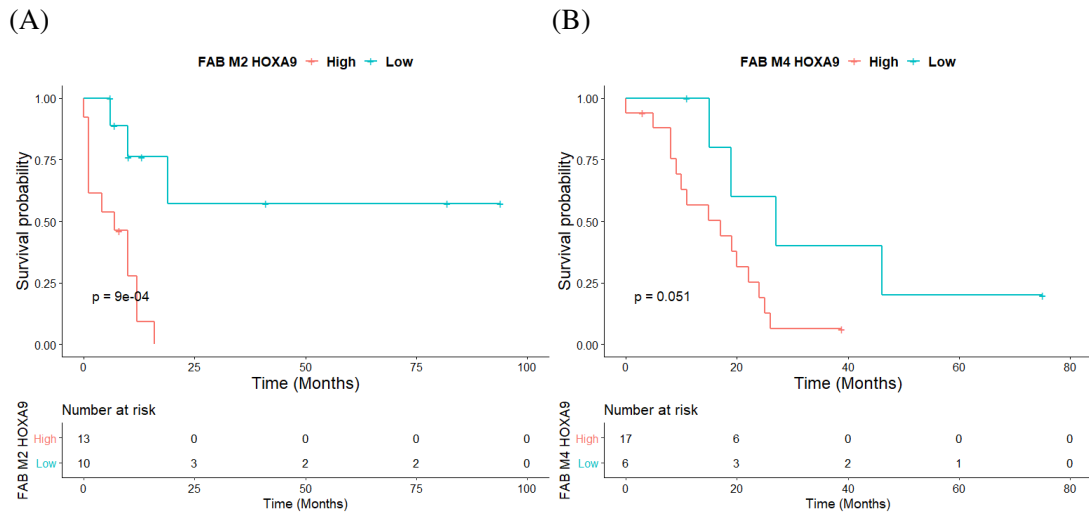 (A)
FAB M2 HOXA9 High Low
1.00
0.75
0.50
0.25
0.00
Survival probability
p = 9e-04
0 25 50 75 100
Time (Months)
Number at risk
FAB M2 HOXA9
High 13 0 0 0 0
Low 10 3 2 2 0
0 25 50 75 100
Time (Months)
(B)
FAB M4 HOXA9 High Low
1.00
0.75
0.50
0.25
0.00
Survival probability
p = 0.051
0 20 40 60 80
Time (Months)
Number at risk
FAB M4 HOXA9
High 17 6 0 0 0
Low 6 3 2 1 0
0 20 40 60 80
Time (Months)